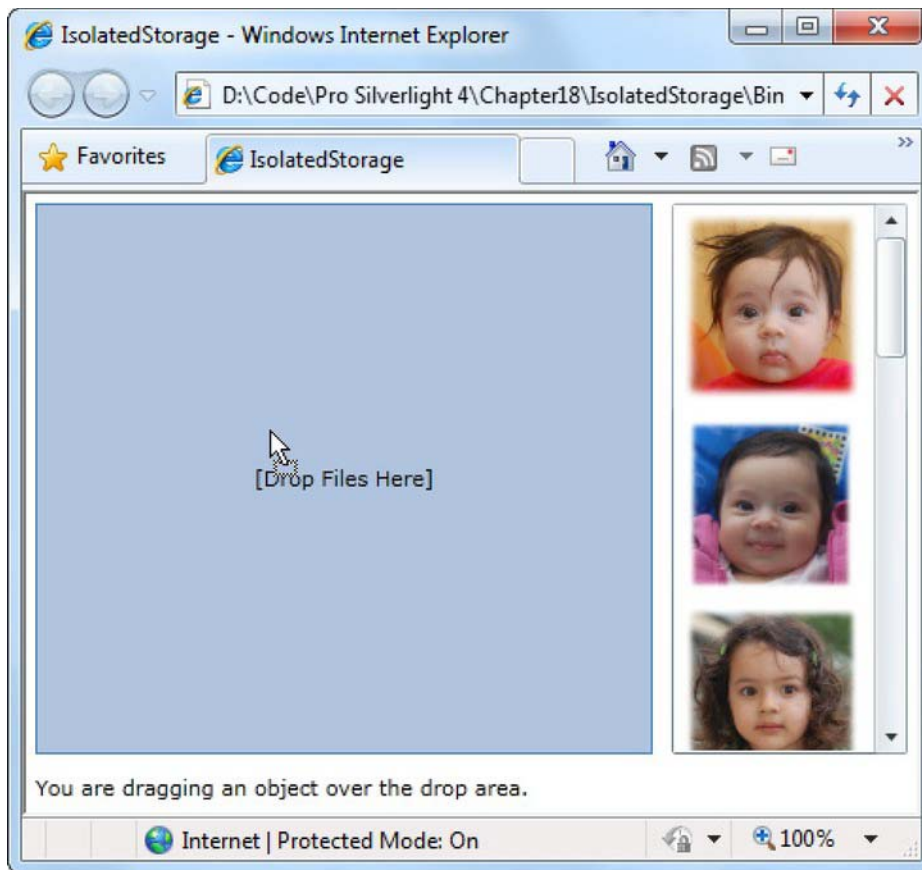 IsolatedStorage - Windows Internet Explorer
D:\Code\Pro Silverlight 4\Chapter18\IsolatedStorage\Bin
Favorites
IsolatedStorage
[Drop Files Here]
You are dragging an object over the drop area.
Internet | Protected Mode: On
100%